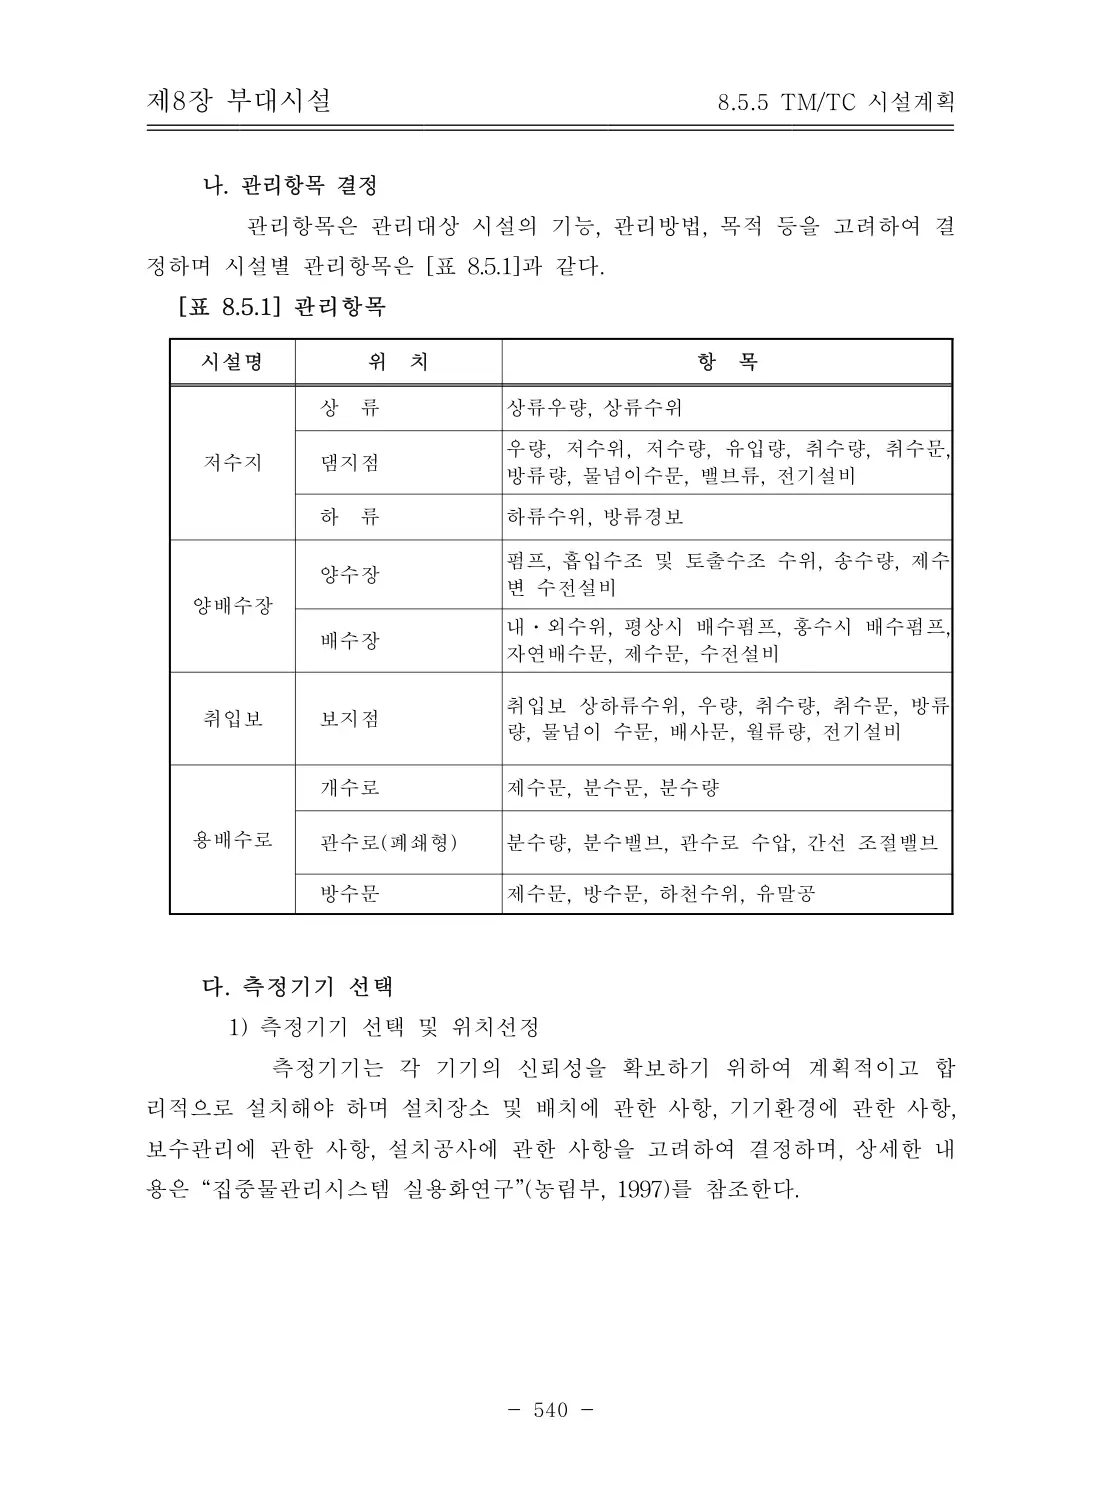 제8장 부대시설
8.5.5 TM/TC 시설계획
나. 관리항목 결정
관리항목은 관리대상 시설의 기능, 관리방법, 목적 등을 고려하여 결
정하며 시설별 관리항목은 [표 8.5.1]과 같다.
[표 8.5.1] 관리항목
시설명
위 치
항 목
저수지
상 류
상류우량, 상류수위
댐지점
우량, 저수위, 저수량, 유입량, 취수량, 취수문,
방류량, 물넘이수문, 밸브류, 전기설비
하 류
하류수위, 방류경보
양배수장
양수장
펌프, 흡입수조 및 토출수조 수위, 송수량, 제수
변 수전설비
배수장
내·외수위, 평상시 배수펌프, 홍수시 배수펌프,
자연배수문, 제수문, 수전설비
취입보
보지점
취입보 상하류수위, 우량, 취수량, 취수문, 방류
량, 물넘이 수문, 배사문, 월류량, 전기설비
용배수로
개수로
제수문, 분수문, 분수량
관수로(폐쇄형)
분수량, 분수밸브, 관수로 수압, 간선 조절밸브
방수문
제수문, 방수문, 하천수위, 유말공
다. 측정기기 선택
1) 측정기기 선택 및 위치선정
측정기기는 각 기기의 신뢰성을 확보하기 위하여 계획적이고 합
리적으로 설치해야 하며 설치장소 및 배치에 관한 사항, 기기환경에 관한 사항,
보수관리에 관한 사항, 설치공사에 관한 사항을 고려하여 결정하며, 상세한 내
용은 “집중물관리시스템 실용화연구”(농림부, 1997)를 참조한다.
- 540 -